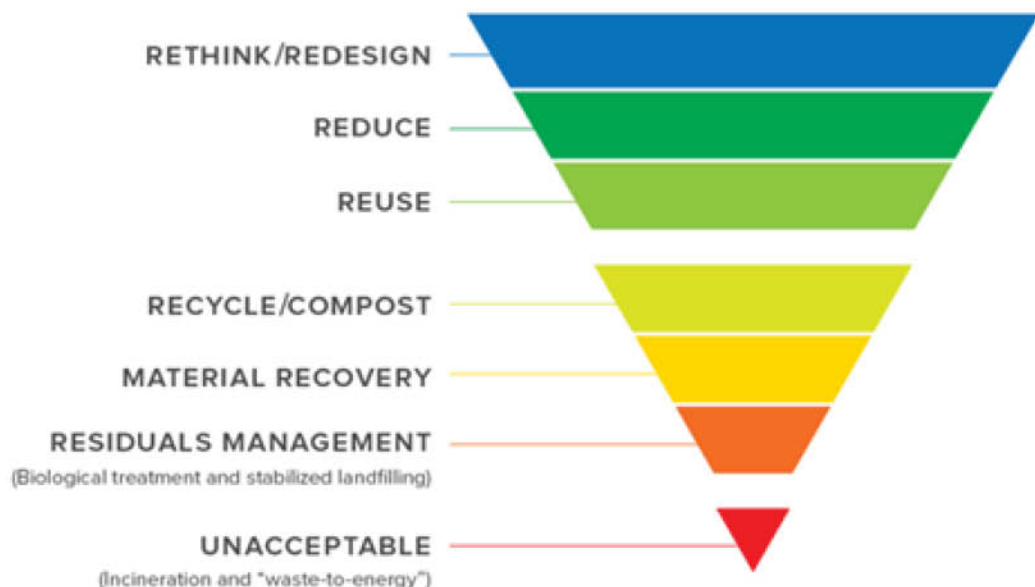 RETHINK/REDESIGN
REDUCE
REUSE
RECYCLE/COMPOST
MATERIAL RECOVERY
RESIDUALS MANAGEMENT
(Biological treatment and stabilized landfilling)
UNACCEPTABLE
(Incineration and "waste-to-energy")